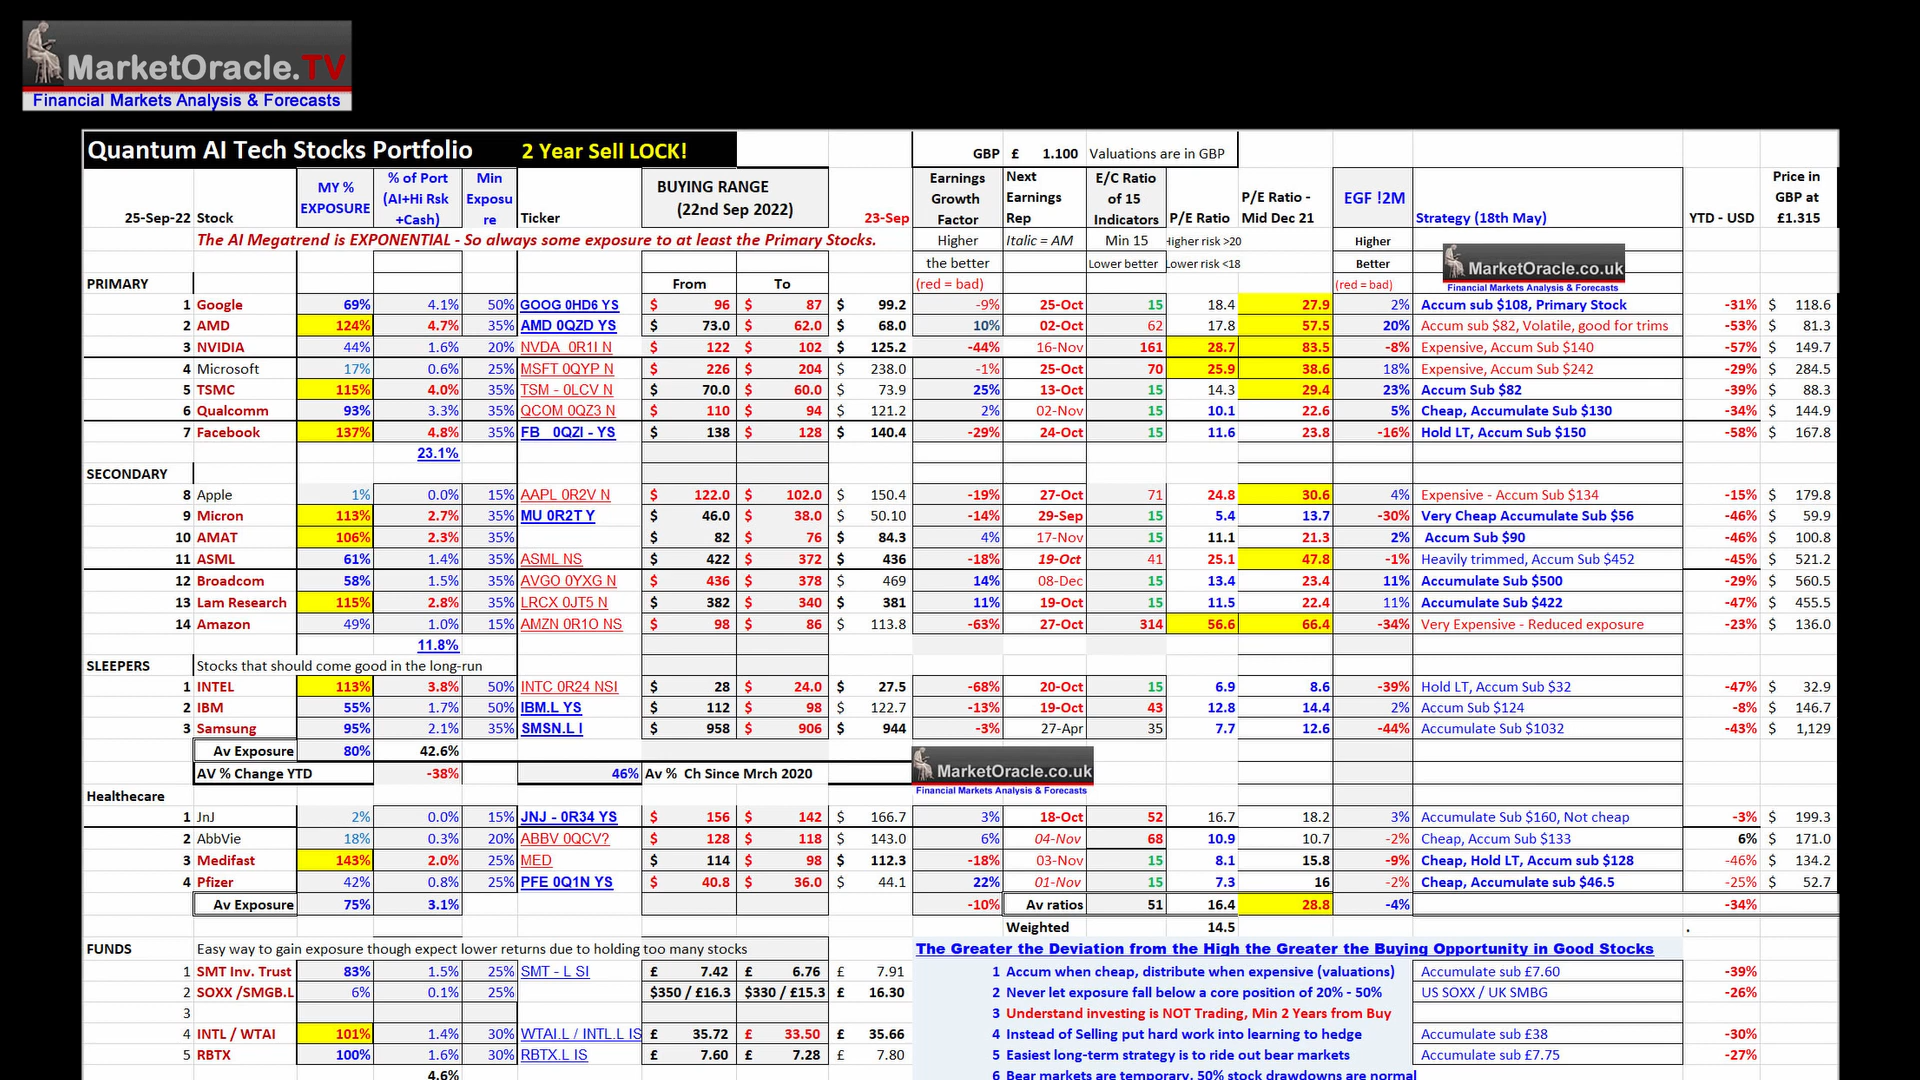 MarketOracle.TV
Financial Markets Analysis & Forecasts
Quantum AI Tech Stocks Portfolio 2 Year Sell LOCK! GBP £ 1.100 Valuations are in GBP
25-Sep-22 Stock MY % EXPOSURE % of Port (AI+Hi Rsk +Cash) Min Exposu re Ticker BUYING RANGE (22nd Sep 2022) 23-Sep Earnings Growth Factor Next Earnings Rep E/C Ratio of 15 Indicators P/E Ratio P/E Ratio - Mid Dec 21 EGF !2M Strategy (18th May) YTD - USD Price in GBP at £1.315
The AI Megatrend is EXPONENTIAL - So always some exposure to at least the Primary Stocks. Higher Italic = AM Min 15 Higher risk >20 Higher
the better Lower better Lower risk <18 Better
MarketOracle.co.uk
Financial Markets Analysis & Forecasts
PRIMARY From To (red = bad) (red = bad)
1 Google 69% 4.1% 50% GOOG 0HD6 YS $ 96 $ 87 $ 99.2 -9% 25-Oct 15 18.4 27.9 2% Accum sub $108, Primary Stock -31% $ 118.6
2 AMD 124% 4.7% 35% AMD 0QZD YS $ 73.0 $ 62.0 $ 68.0 10% 02-Oct 62 17.8 57.5 20% Accum sub $82, Volatile, good for trims -53% $ 81.3
3 NVIDIA 44% 1.6% 20% NVDA 0R1I N $ 122 $ 102 $ 125.2 -44% 16-Nov 161 28.7 83.5 -8% Expensive, Accum Sub $140 -57% $ 149.7
4 Microsoft 17% 0.6% 25% MSFT 0QYP N $ 226 $ 204 $ 238.0 -1% 25-Oct 70 25.9 38.6 18% Expensive, Accum Sub $242 -29% $ 284.5
5 TSMC 115% 4.0% 35% TSM - 0LCV N $ 70.0 $ 60.0 $ 73.9 25% 13-Oct 15 14.3 29.4 23% Accum Sub $82 -39% $ 88.3
6 Qualcomm 93% 3.3% 35% QCOM 0QZ3 N $ 110 $ 94 $ 121.2 2% 02-Nov 15 10.1 22.6 5% Cheap, Accumulate Sub $130 -34% $ 144.9
7 Facebook 137% 4.8% 35% FB 0QZI - YS $ 138 $ 128 $ 140.4 -29% 24-Oct 15 11.6 23.8 -16% Hold LT, Accum Sub $150 -58% $ 167.8
23.1%
SECONDARY
8 Apple 1% 0.0% 15% AAPL 0R2V N $ 122.0 $ 102.0 $ 150.4 -19% 27-Oct 71 24.8 30.6 4% Expensive - Accum Sub $134 -15% $ 179.8
9 Micron 113% 2.7% 35% MU 0R2T Y $ 46.0 $ 38.0 $ 50.10 -14% 29-Sep 15 5.4 13.7 -30% Very Cheap Accumulate Sub $56 -46% $ 59.9
10 AMAT 106% 2.3% 35% $ 82 $ 76 $ 84.3 4% 17-Nov 15 11.1 21.3 2% Accum Sub $90 -46% $ 100.8
11 ASML 61% 1.4% 35% ASML NS $ 422 $ 372 $ 436 -18% 19-Oct 41 25.1 47.8 -1% Heavily trimmed, Accum Sub $452 -45% $ 521.2
12 Broadcom 58% 1.5% 35% AVGO 0YXG N $ 436 $ 378 $ 469 14% 08-Dec 15 13.4 23.4 11% Accumulate Sub $500 -29% $ 560.5
13 Lam Research 115% 2.8% 35% LRCX 0JT5 N $ 382 $ 340 $ 381 11% 19-Oct 15 11.5 22.4 11% Accumulate Sub $422 -47% $ 455.5
14 Amazon 49% 1.0% 15% AMZN 0R1O NS $ 98 $ 86 $ 113.8 -63% 27-Oct 314 56.6 66.4 -34% Very Expensive - Reduced exposure -23% $ 136.0
11.8%
SLEEPERS Stocks that should come good in the long-run
1 INTEL 113% 3.8% 50% INTC 0R24 NSI $ 28 $ 24.0 $ 27.5 -68% 20-Oct 15 6.9 8.6 -39% Hold LT, Accum Sub $32 -47% $ 32.9
2 IBM 55% 1.7% 50% IBM.L YS $ 112 $ 98 $ 122.7 -13% 19-Oct 43 12.8 14.4 2% Accum Sub $124 -8% $ 146.7
3 Samsung 95% 2.1% 35% SMSN.L I $ 958 $ 906 $ 944 -3% 27-Apr 35 7.7 12.6 -44% Accumulate Sub $1032 -43% $ 1,129
Av Exposure 80% 42.6%
AV % Change YTD -38% 46% Av % Ch Since Mrch 2020
MarketOracle.co.uk
Financial Markets Analysis & Forecasts
Healthcare
1 JnJ 2% 0.0% 15% JNJ - 0R34 YS $ 156 $ 142 $ 166.7 3% 18-Oct 52 16.7 18.2 3% Accumulate Sub $160, Not cheap -3% $ 199.3
2 AbbVie 18% 0.3% 20% ABBV 0QCV? $ 128 $ 118 $ 143.0 6% 04-Nov 68 10.9 10.7 -2% Cheap, Accum Sub $133 6% $ 171.0
3 Medifast 143% 2.0% 25% MED $ 114 $ 98 $ 112.3 -18% 03-Nov 15 8.1 15.8 -9% Cheap, Hold LT, Accum sub $128 -46% $ 134.2
4 Pfizer 42% 0.8% 25% PFE 0Q1N YS $ 40.8 $ 36.0 $ 44.1 22% 01-Nov 15 7.3 16 -2% Cheap, Accumulate sub $46.5 -25% $ 52.7
Av Exposure 75% 3.1% -10% Av ratios 51 16.4 28.8 -4% -34%
Weighted 14.5 .
FUNDS Easy way to gain exposure though expect lower returns due to holding too many stocks The Greater the Deviation from the High the Greater the Buying Opportunity in Good Stocks
1 SMT Inv. Trust 83% 1.5% 25% SMT - L SI £ 7.42 £ 6.76 £ 7.91 1 Accum when cheap, distribute when expensive (valuations) Accumulate sub £7.60 -39%
2 SOXX /SMGB.L 6% 0.1% 25% $350 / £16.3 $330 / £15.3 £ 16.30 2 Never let exposure fall below a core position of 20% - 50% US SOXX / UK SMBG -26%
3 3 Understand investing is NOT Trading, Min 2 Years from Buy
4 INTL / WTAI 101% 1.4% 30% WTAI.L / INTL.L IS £ 35.72 £ 33.50 £ 35.66 4 Instead of Selling put hard work into learning to hedge Accumulate sub £38 -30%
5 RBTX 100% 1.6% 30% RBTX.L IS £ 7.60 £ 7.28 £ 7.80 5 Easiest long-term strategy is to ride out bear markets Accumulate sub £7.75 -27%
4.6% 6 Bear markets are temporary, 50% stock drawdowns are normal